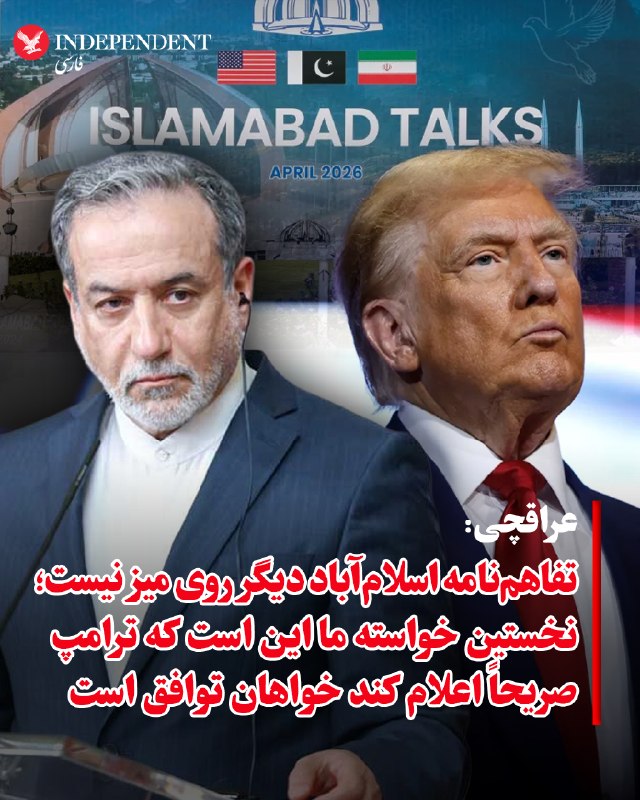 INDEPENDENT
فارسی
ISLAMABAD TALKS
APRIL 2026
عراقچی:
تفاهم‌نامه اسلام‌آباد دیگر روی میز نیست؛
نخستین خواسته ما این است که ترامپ
صریحاً اعلام کند خواهان توافق است